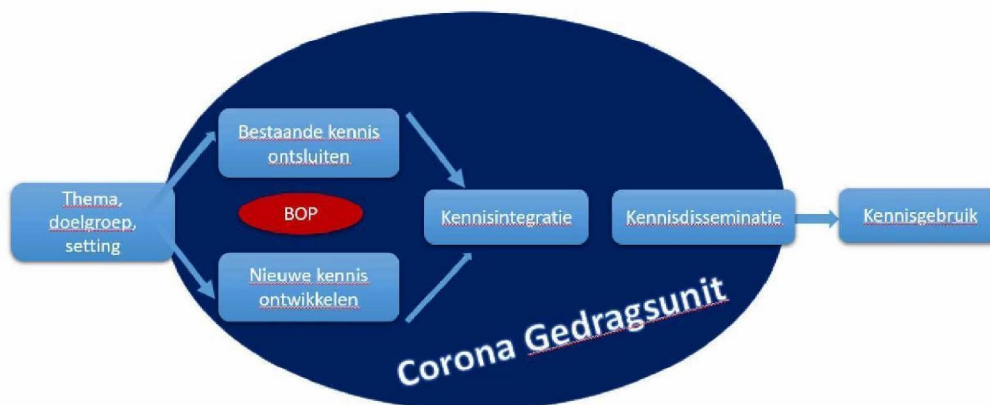 Thema,
doelgroep,
setting
Bestaande kennis
ontsluiten
BOP
Nieuwe kennis
ontwikkelen
Kennisintegratie
Kennisdisseminatie
Kennisgebruik
Corona Gedragsunit